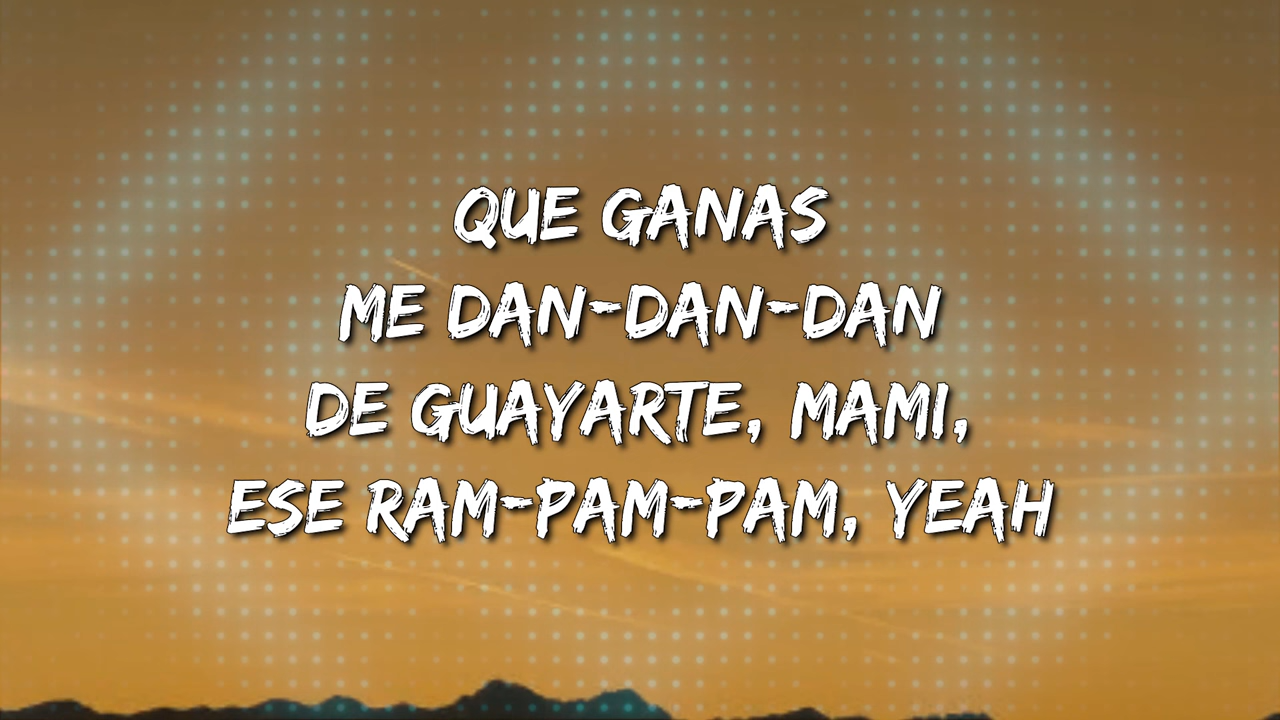 QUE GANAS
ME DAN-DAN-DAN
DE GUAYARTE, MAMI,
ESE RAM-PAM-PAM, YEAH